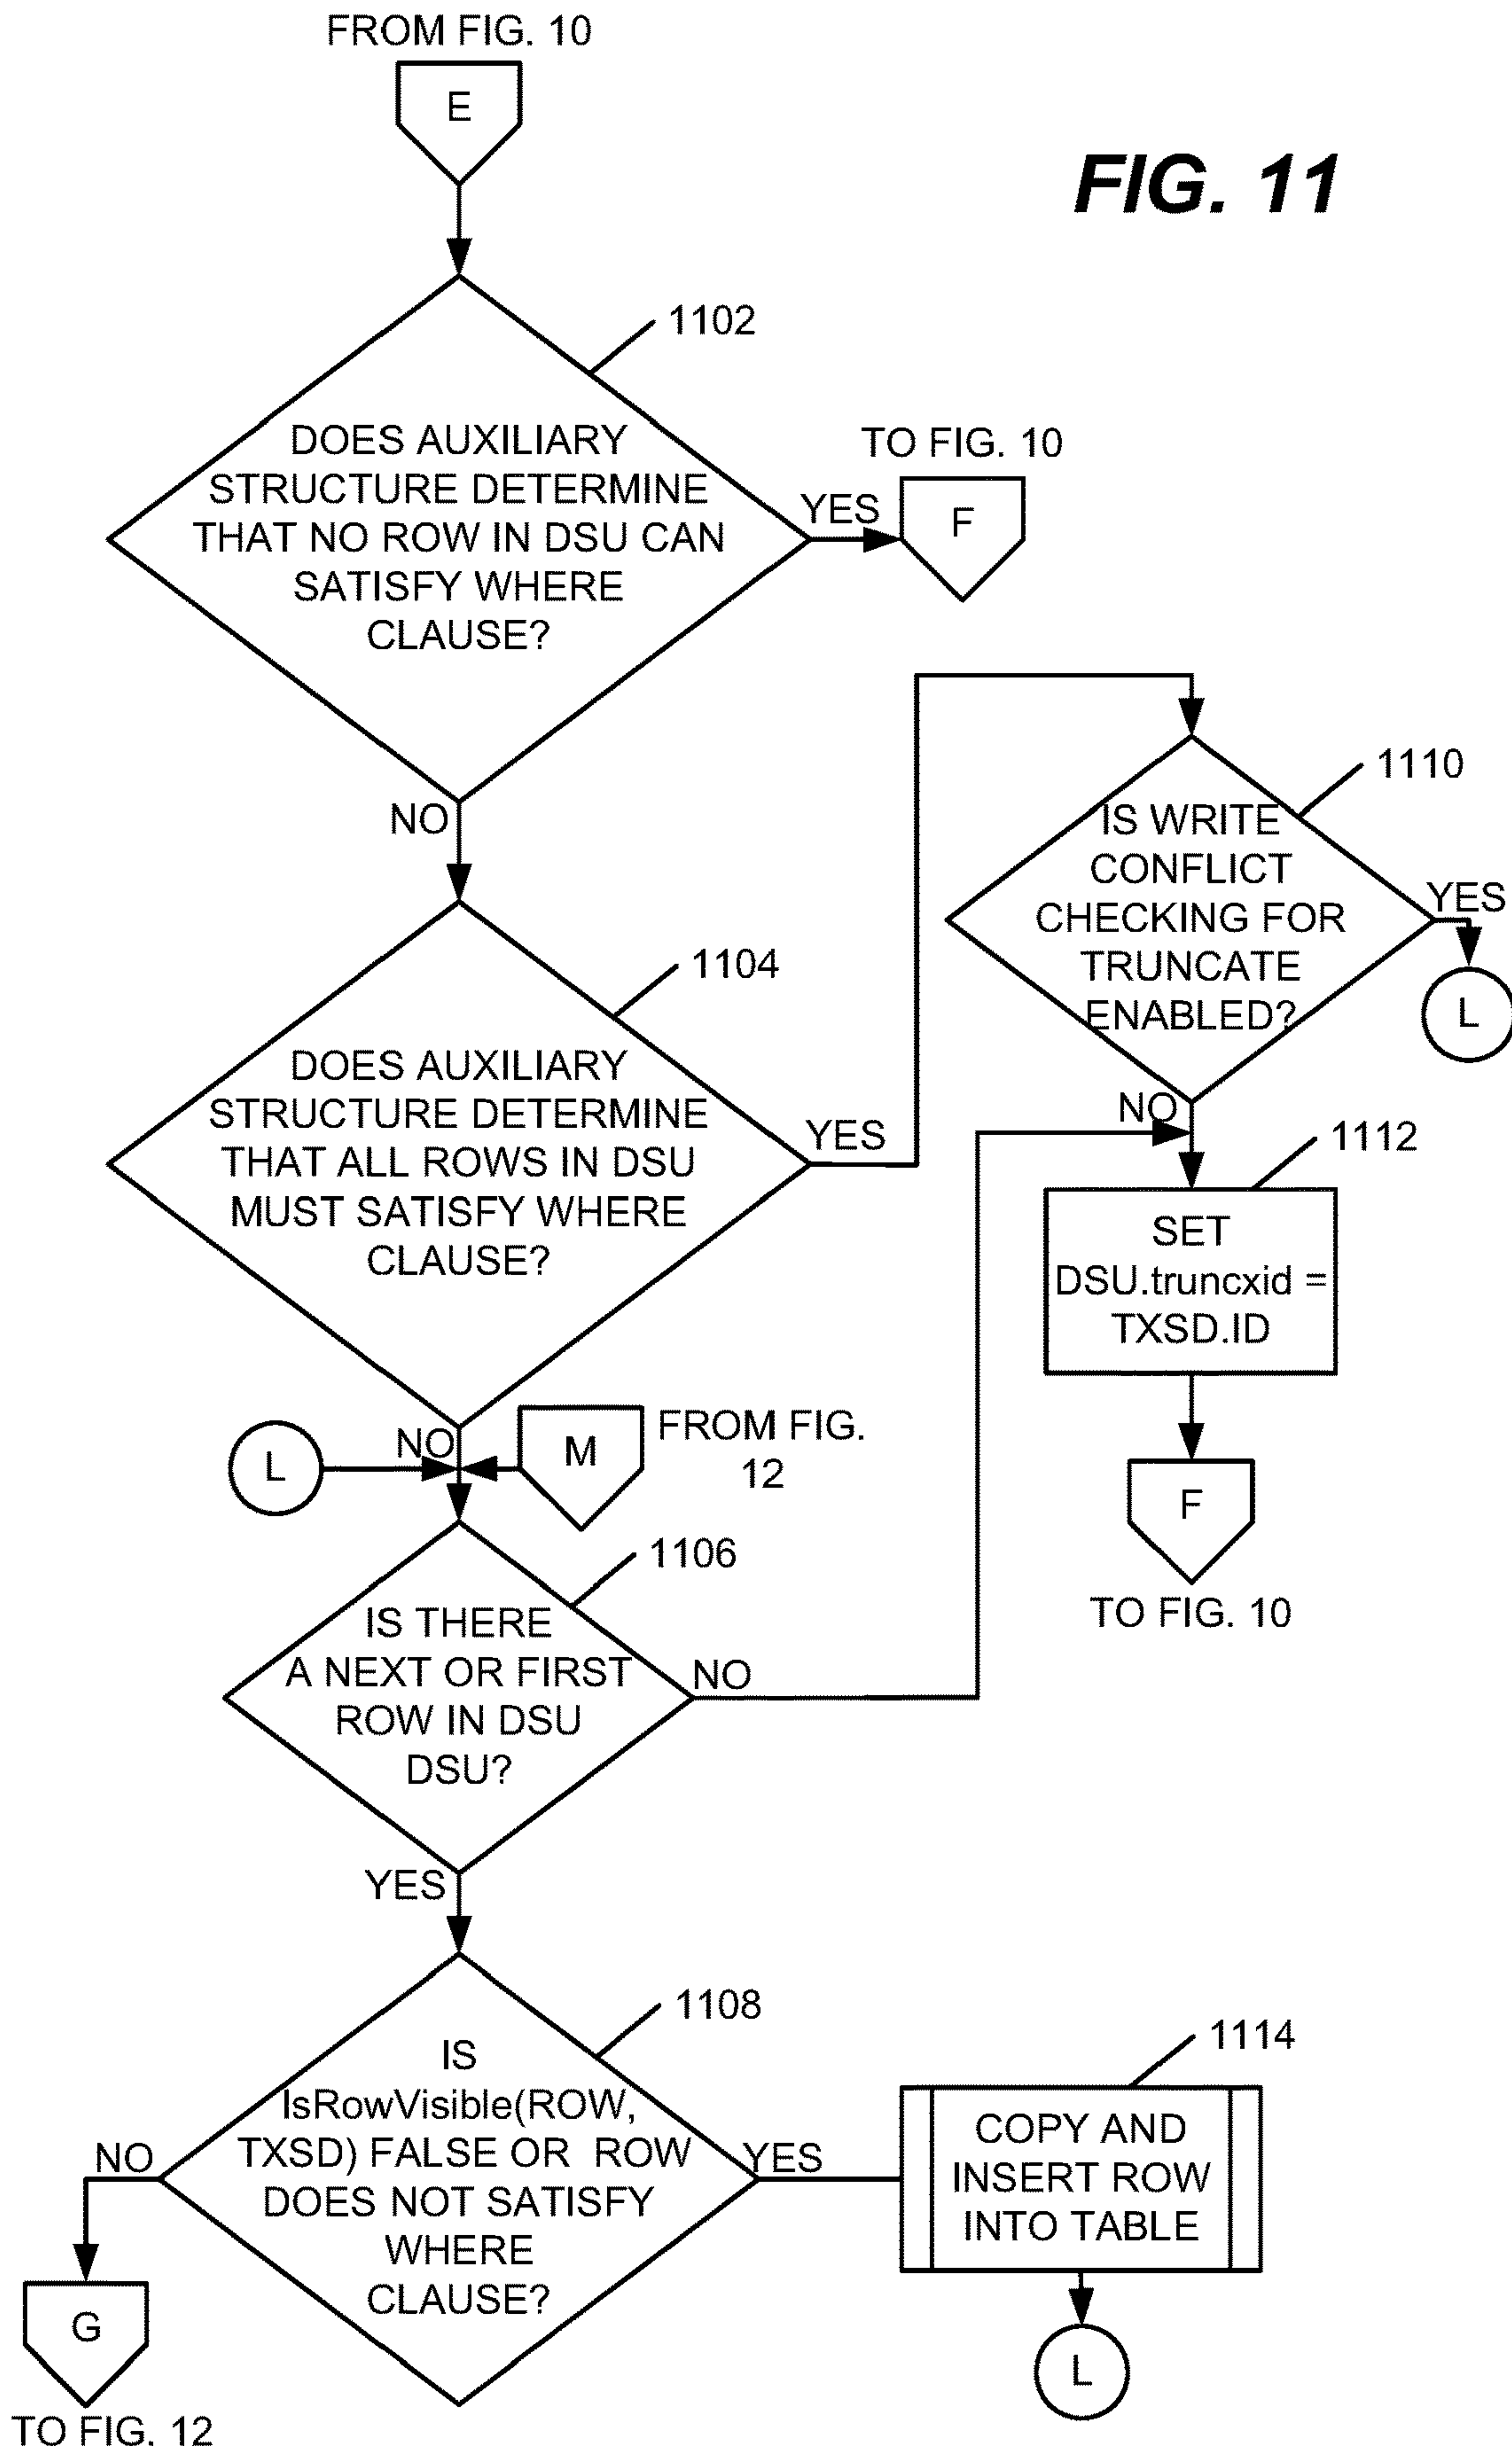 FROM FIG. 10
E
FIG. 11
1102
DOES AUXILIARY
STRUCTURE DETERMINE
THAT NO ROW IN DSU CAN
SATISFY WHERE
CLAUSE?
YES
TO FIG. 10
F
NO
1104
DOES AUXILIARY
STRUCTURE DETERMINE
THAT ALL ROWS IN DSU
MUST SATISFY WHERE
CLAUSE?
YES
1110
IS WRITE
CONFLICT
CHECKING FOR
TRUNCATE
ENABLED?
YES
L
NO
1112
SET
DSU.truncxid =
TXSD.ID
F
TO FIG. 10
L
NO
M
FROM FIG.
12
1106
IS THERE
A NEXT OR FIRST
ROW IN DSU
DSU?
NO
YES
1108
IS
IsRowVisible(ROW,
TXSD) FALSE OR ROW
DOES NOT SATISFY
WHERE
CLAUSE?
NO
G
TO FIG. 12
YES
1114
COPY AND
INSERT ROW
INTO TABLE
L